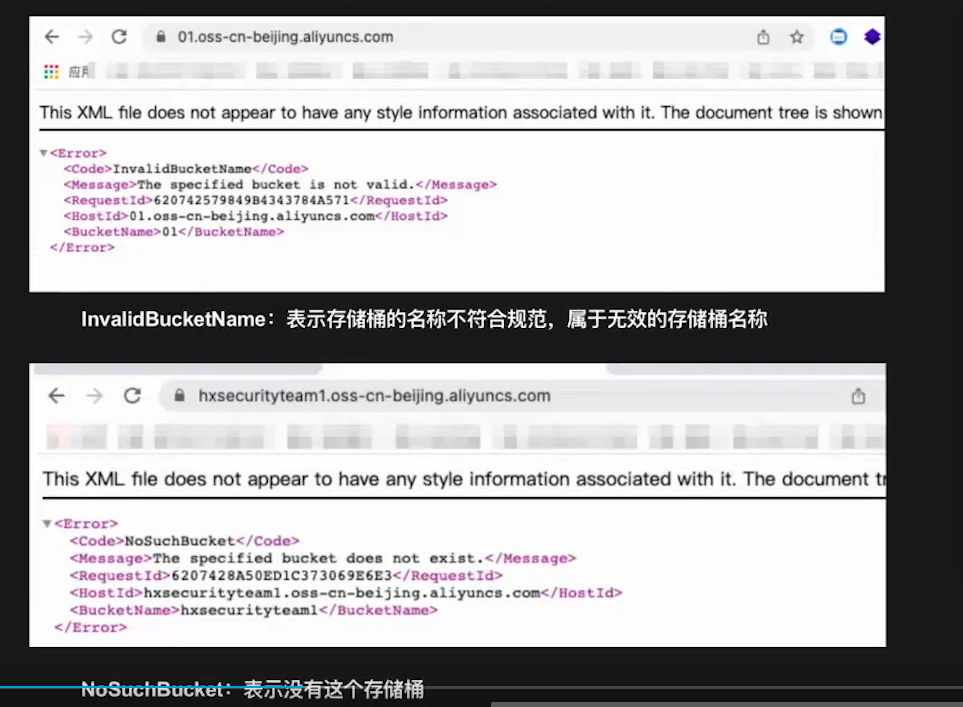 01.oss-cn-beijing.aliyuncs.com
应用
This XML file does not appear to have any style information associated with it. The document tree is shown
<Error>
<Code>InvalidBucketName</Code>
<Message>The specified bucket is not valid.</Message>
<RequestId>620742579849B4343784A571</RequestId>
<HostId>01.oss-cn-beijing.aliyuncs.com</HostId>
<BucketName>01</BucketName>
</Error>
InvalidBucketName：表示存储桶的名称不符合规范，属于无效的存储桶名称
hxsecurityteam1.oss-cn-beijing.aliyuncs.com
This XML file does not appear to have any style information associated with it. The document tr
<Error>
<Code>NoSuchBucket</Code>
<Message>The specified bucket does not exist.</Message>
<RequestId>6207428A50ED1C373069E6E3</RequestId>
<HostId>hxsecurityteam1.oss-cn-beijing.aliyuncs.com</HostId>
<BucketName>hxsecurityteam1</BucketName>
</Error>
NoSuchBucket：表示没有这个存储桶